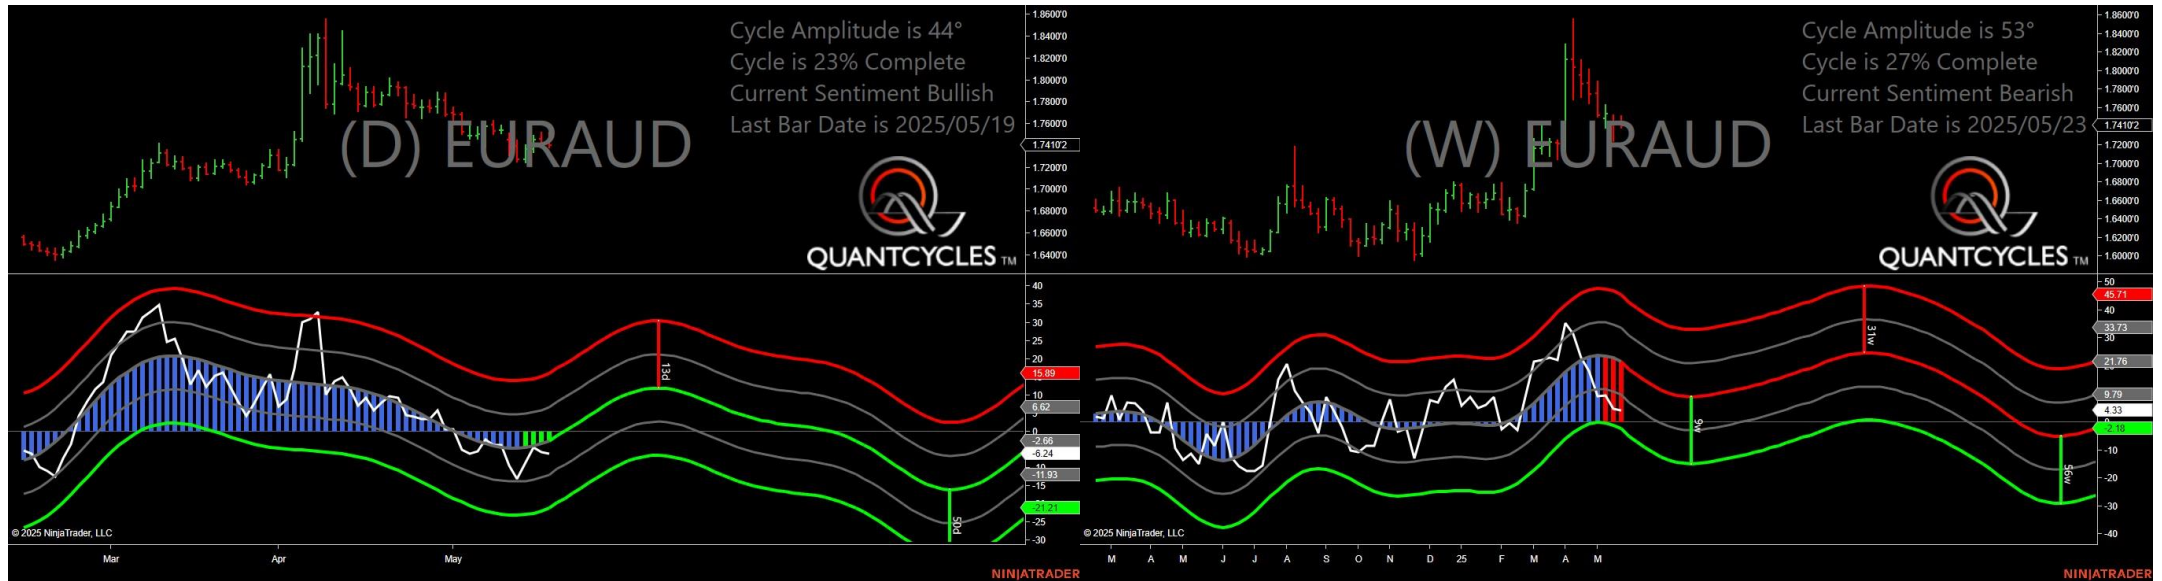 Cycle Amplitude is 44°
Cycle is 23% Complete
Current Sentiment Bullish
Last Bar Date is 2025/05/19
(D) EURAUD
QUANTCYCLES TM
1.8600'0
1.8400'0
1.8200'0
1.8000'0
1.7800'0
1.7600'0
1.7410'2
1.7200'0
1.7000'0
1.6800'0
1.6600'0
1.6400'0
40
35
30
25
20
15.89
10
6.62
0
-2.66
-6.24
-11.93
-15
-21.21
-25
-30
13d
50d
© 2025 NinjaTrader, LLC
Mar Apr May
NINJATRADER
Cycle Amplitude is 53°
Cycle is 27% Complete
Current Sentiment Bearish
Last Bar Date is 2025/05/23
(W) EURAUD
QUANTCYCLES TM
1.8600'0
1.8400'0
1.8200'0
1.8000'0
1.7800'0
1.7600'0
1.7410'2
1.7200'0
1.7000'0
1.6800'0
1.6600'0
1.6400'0
1.6200'0
1.6000'0
50
45.71
40
33.73
30
21.76
9.79
4.33
-2.18
-10
-20
-30
-40
9w
31w
56w
© 2025 NinjaTrader, LLC
M A M J J A S O N D 25 F M A M
NINJATRADER